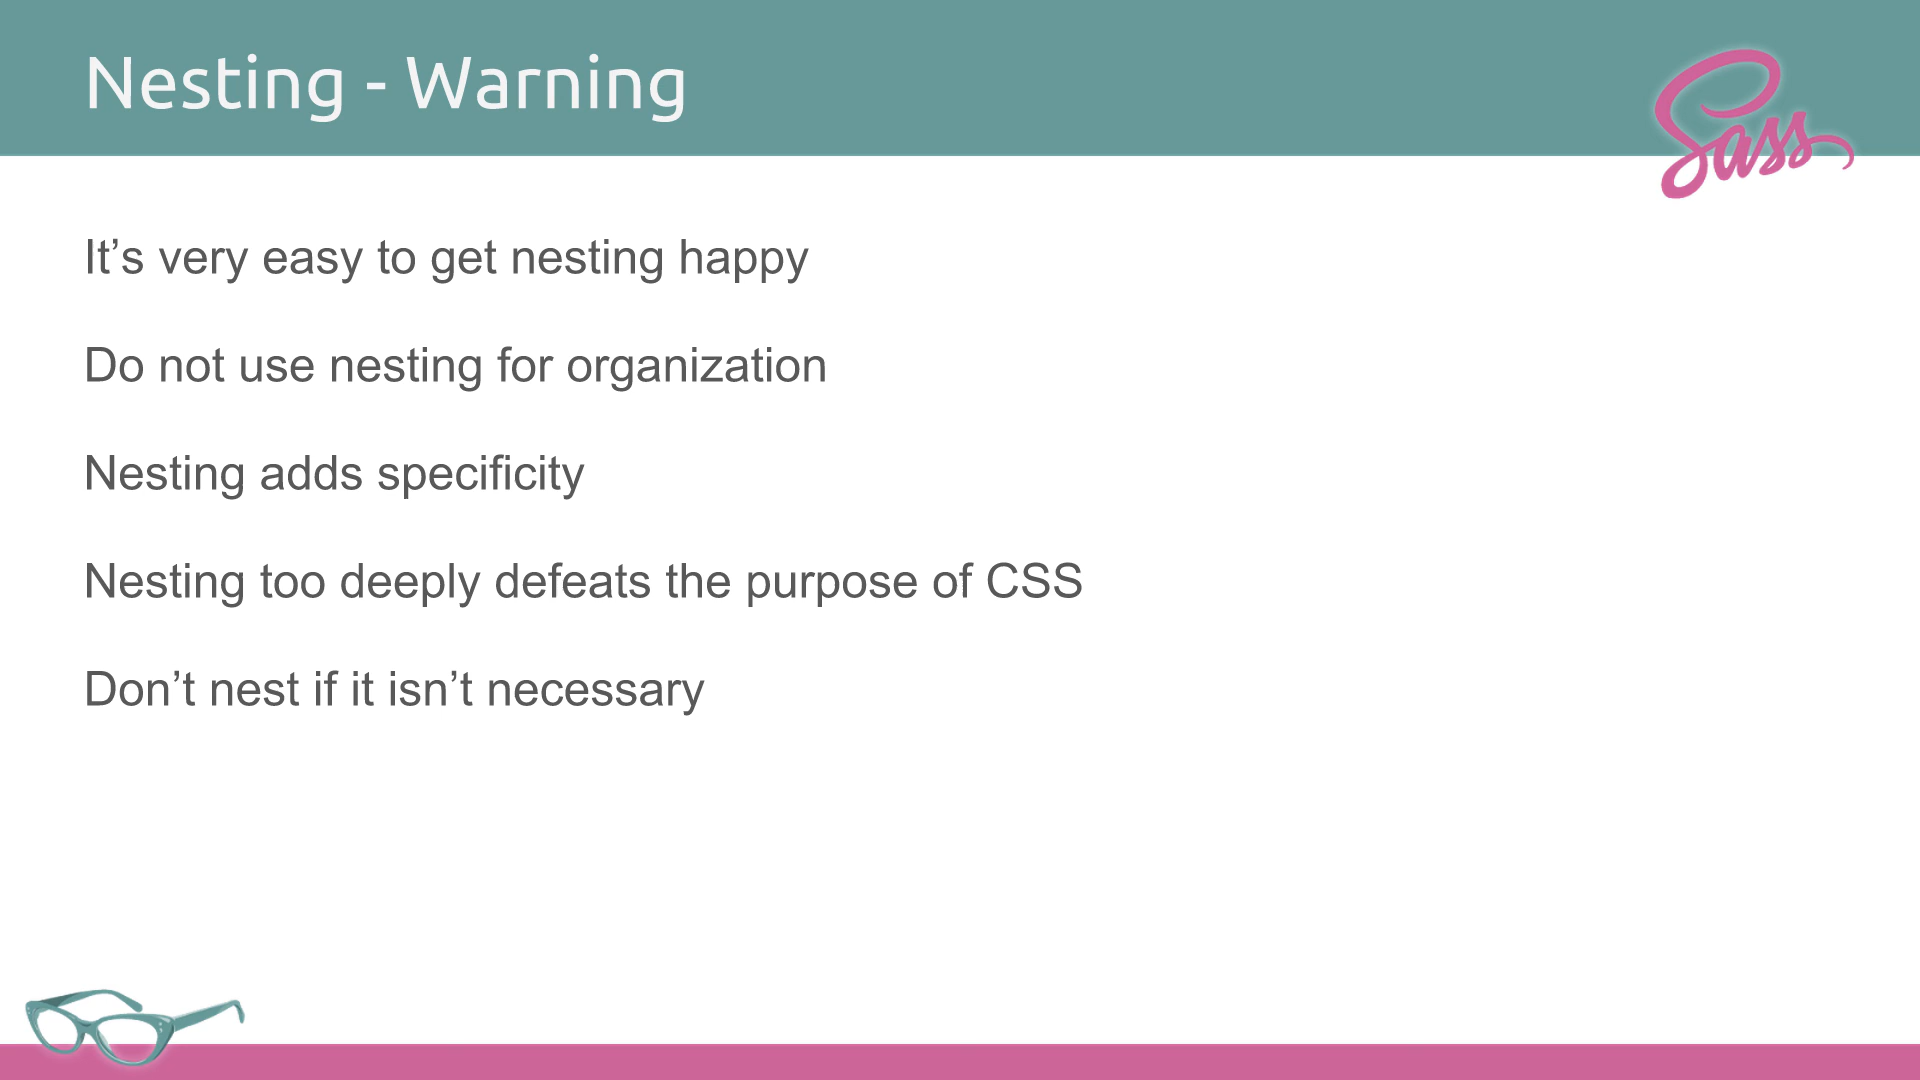 Nesting - Warning
Sass
It’s very easy to get nesting happy
Do not use nesting for organization
Nesting adds specificity
Nesting too deeply defeats the purpose of CSS
Don’t nest if it isn’t necessary